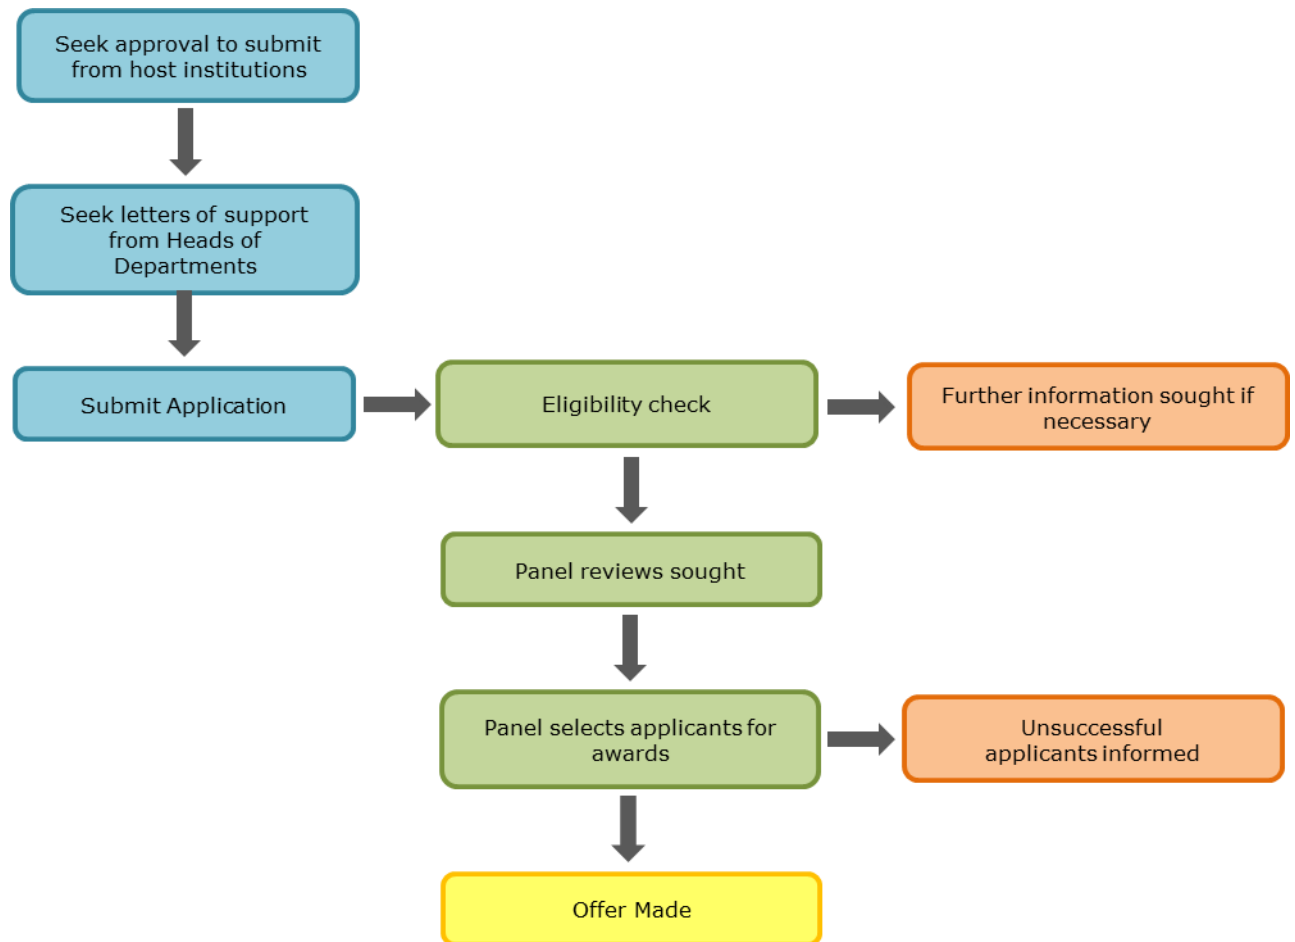 Seek approval to submit
from host institutions
Seek letters of support
from Heads of
Departments
Submit Application
Eligibility check
Further information sought if
necessary
Panel reviews sought
Panel selects applicants for
awards
Unsuccessful
applicants informed
Offer Made